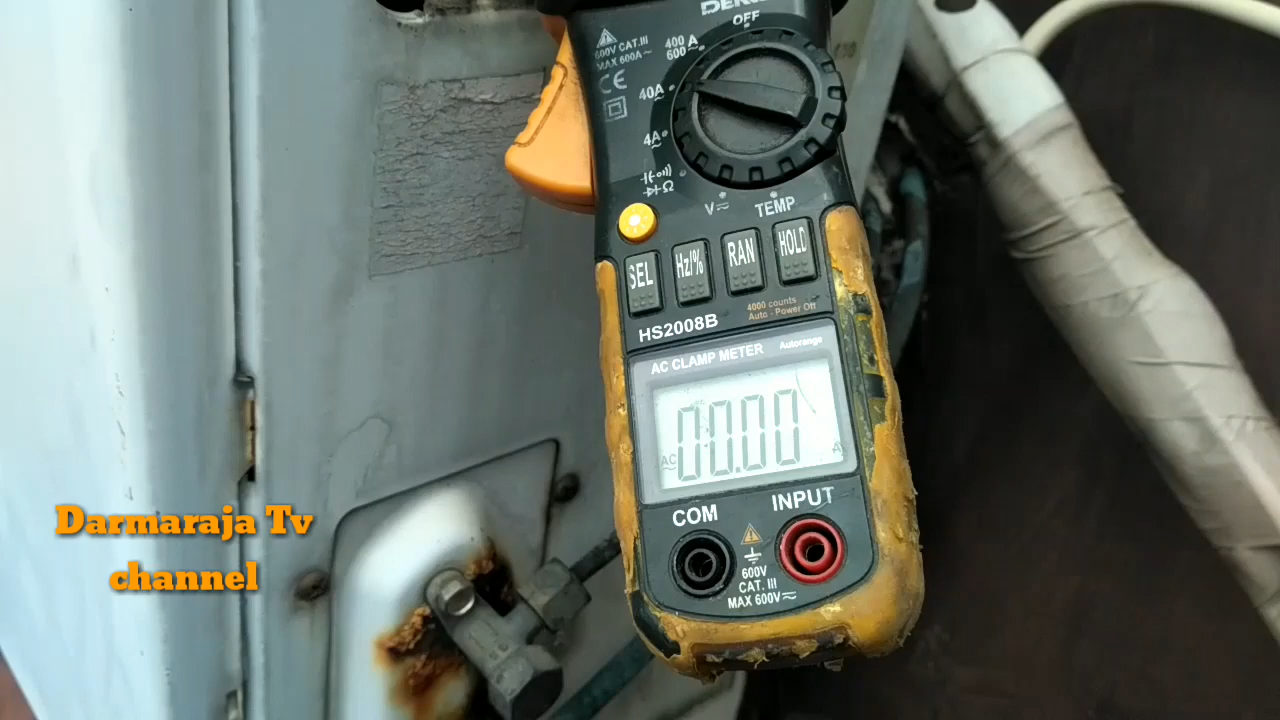 OFF
600V CAT.III
MAX 600A~
400 A
600
40A
4A
CE
V
TEMP
SEL
Hz/%
RAN
HOLD
4000 counts
Auto - Power Off
HS2008B
AC CLAMP METER
Autorange
AC
00.00
A
COM
INPUT
600V
CAT. III
MAX 600V
Darmaraja Tv
channel